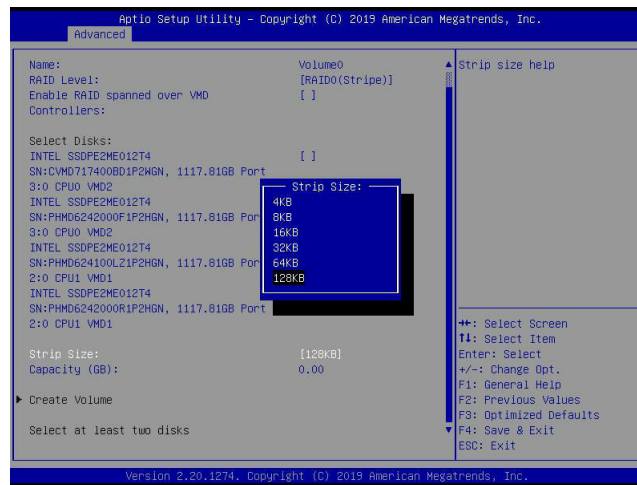 Aptio Setup Utility – Copyright (C) 2019 American Megatrends, Inc.
Advanced
Name: Volume0
RAID Level: [RAID0(Stripe)]
Enable RAID spanned over VMD [ ]
Controllers:
Select Disks:
INTEL SSDPE2ME012T4 [ ]
SN:CVMD717400BD1P2WGN, 1117.81GB Port
3:0 CPU0 VMD2
INTEL SSDPE2ME012T4
SN:PHMD6242000F1P2HGN, 1117.81GB Por
3:0 CPU0 VMD2
INTEL SSDPE2ME012T4
SN:PHMD624100LZ1P2HGN, 1117.81GB Por
2:0 CPU1 VMD1
INTEL SSDPE2ME012T4
SN:PHMD6242000R1P2HGN, 1117.81GB Port
2:0 CPU1 VMD1
Strip Size: [128KB]
Capacity (GB): 0.00
Create Volume
Select at least two disks
Strip Size:
4KB
8KB
16KB
32KB
64KB
128KB
Strip size help
→←: Select Screen
↑↓: Select Item
Enter: Select
+/-: Change Opt.
F1: General Help
F2: Previous Values
F3: Optimized Defaults
F4: Save & Exit
ESC: Exit
Version 2.20.1274. Copyright (C) 2019 American Megatrends, Inc.